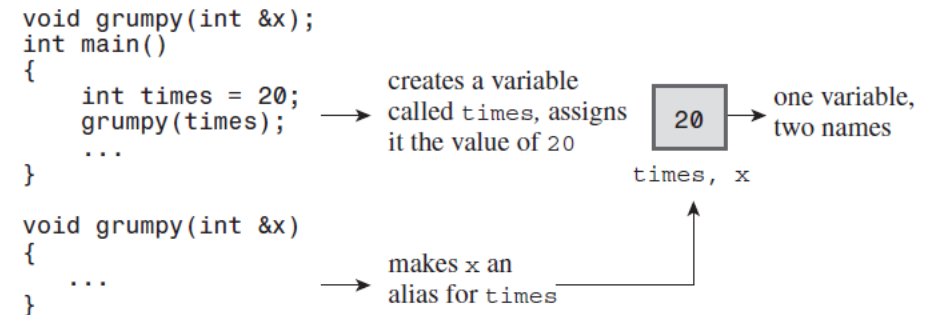 void grumpy(int &x);
int main()
{
int times = 20;
grumpy(times);
...
}
creates a variable
called times, assigns
it the value of 20
20
times, x
one variable,
two names
void grumpy(int &x)
{
...
}
makes x an
alias for times